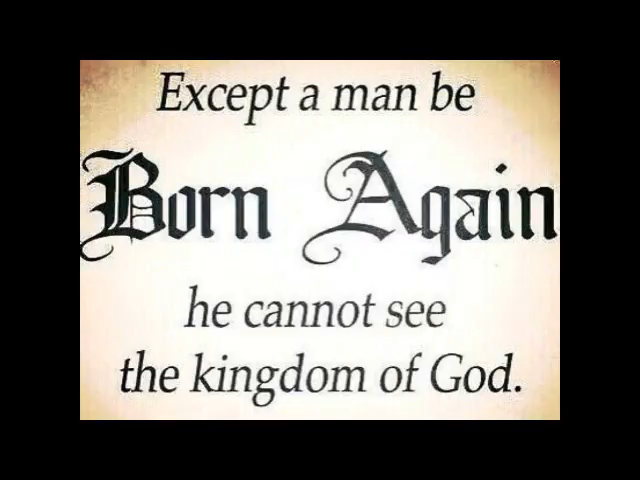 Except a man be
Born Again
he cannot see
the kingdom of God.